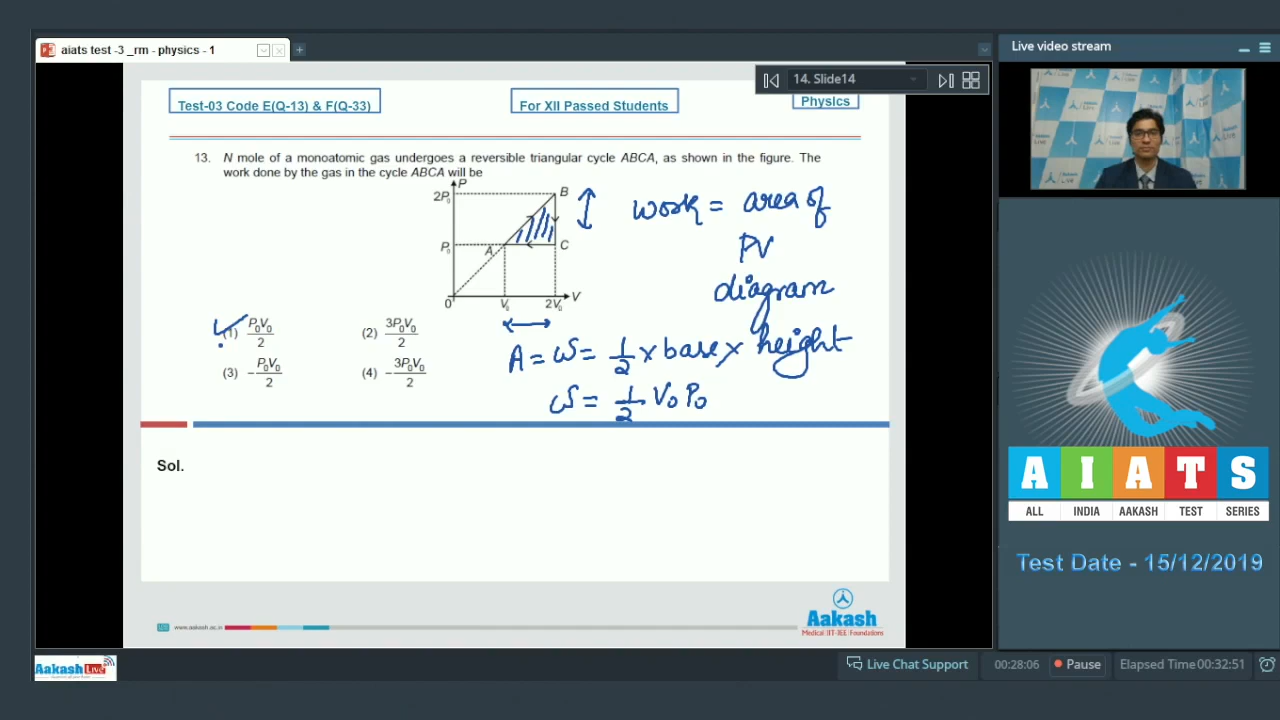 aiats test -3 _rm - physics - 1
14. Slide14
Live video stream
Test-03 Code E(Q-13) & F(Q-33)
For XII Passed Students
Physics
13. N mole of a monoatomic gas undergoes a reversible triangular cycle ABCA, as shown in the figure. The
work done by the gas in the cycle ABCA will be
P
2P₀
B
P₀
A
C
0
V₀
2V₀
V
work = area of
PV
diagram
A = W = 1/2 × base × height
W = 1/2 V₀ P₀
(1) P₀V₀/2
(2) 3P₀V₀/2
(3) -P₀V₀/2
(4) -3P₀V₀/2
Sol.
www.aakash.ac.in
Aakash
Medical | IIT-JEE | Foundations
A I A T S
ALL INDIA AAKASH TEST SERIES
Test Date - 15/12/2019
Aakash Live
Live Chat Support
00:28:06
Pause
Elapsed Time 00:32:51